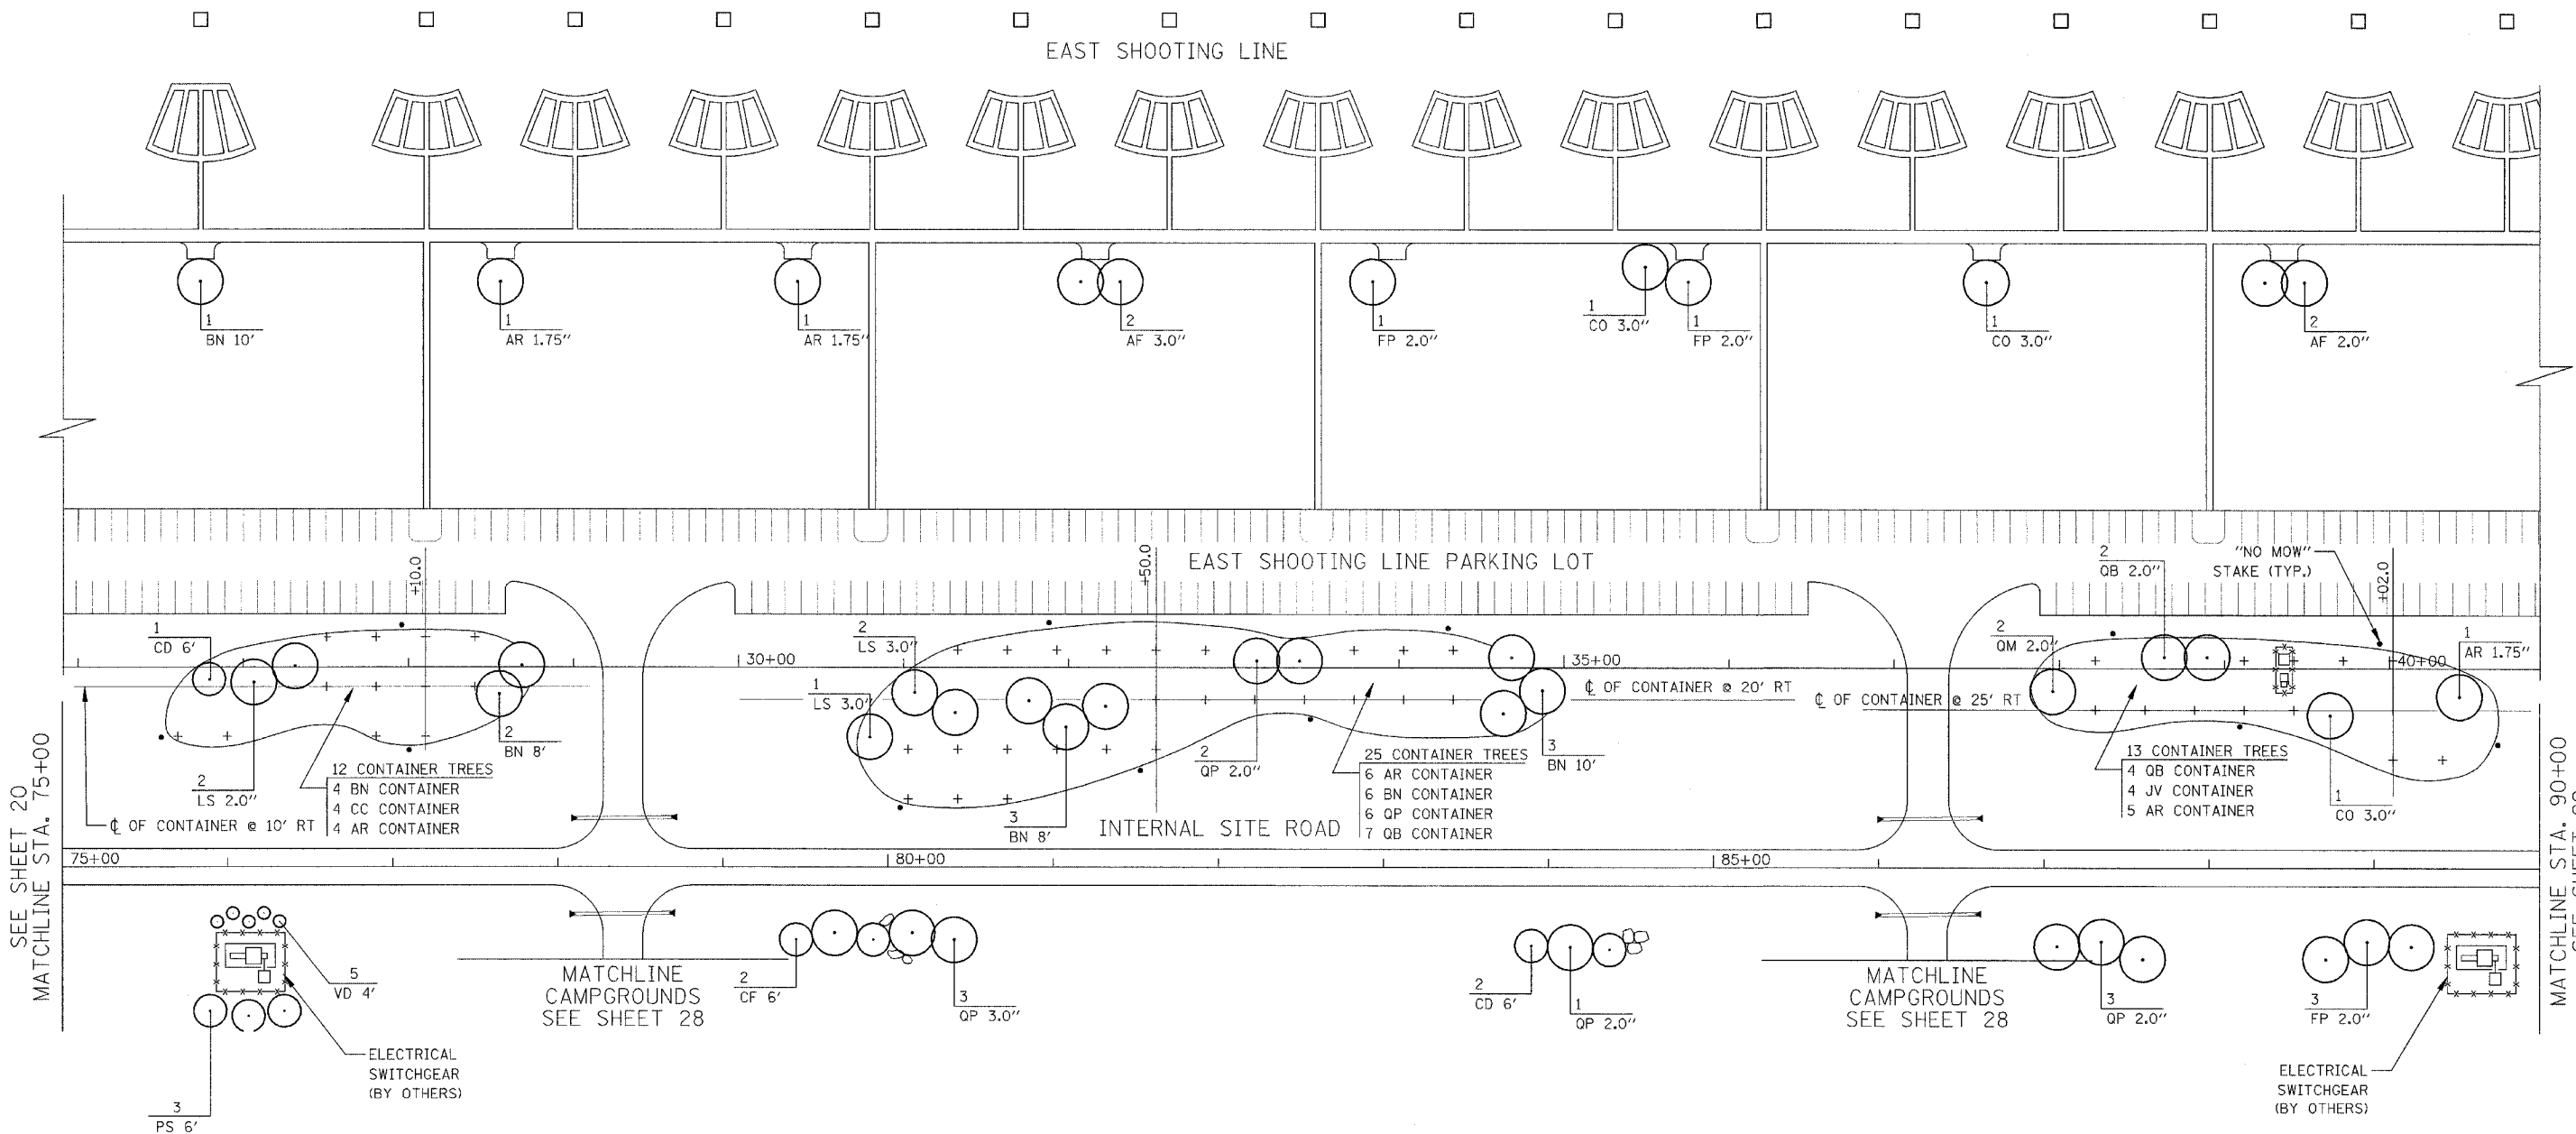 EAST SHOOTING LINE
1
BN 10'
1
AR 1.75"
1
AR 1.75"
2
AF 3.0"
1
FP 2.0"
1
CO 3.0"
1
FP 2.0"
1
CO 3.0"
2
AF 2.0"
EAST SHOOTING LINE PARKING LOT
+10.0
+50.0
+02.0
"NO MOW"
STAKE (TYP.)
1
CD 6'
2
LS 2.0"
2
BN 8'
12 CONTAINER TREES
4 BN CONTAINER
4 CC CONTAINER
4 AR CONTAINER
℄ OF CONTAINER @ 10' RT
30+00
2
LS 3.0"
1
LS 3.0"
3
BN 8'
2
QP 2.0"
3
BN 10'
25 CONTAINER TREES
6 AR CONTAINER
6 BN CONTAINER
6 QP CONTAINER
7 QB CONTAINER
35+00
℄ OF CONTAINER @ 20' RT
℄ OF CONTAINER @ 25' RT
2
QM 2.0"
2
QB 2.0"
13 CONTAINER TREES
4 QB CONTAINER
4 JV CONTAINER
5 AR CONTAINER
40+00
1
AR 1.75"
1
CO 3.0"
INTERNAL SITE ROAD
75+00
80+00
85+00
SEE SHEET 20
MATCHLINE STA. 75+00
MATCHLINE STA. 90+00
5
VD 4'
3
PS 6'
ELECTRICAL
SWITCHGEAR
(BY OTHERS)
MATCHLINE
CAMPGROUNDS
SEE SHEET 28
2
CF 6'
3
QP 3.0"
2
CD 6'
1
QP 2.0"
MATCHLINE
CAMPGROUNDS
SEE SHEET 28
3
QP 2.0"
3
FP 2.0"
ELECTRICAL
SWITCHGEAR
(BY OTHERS)